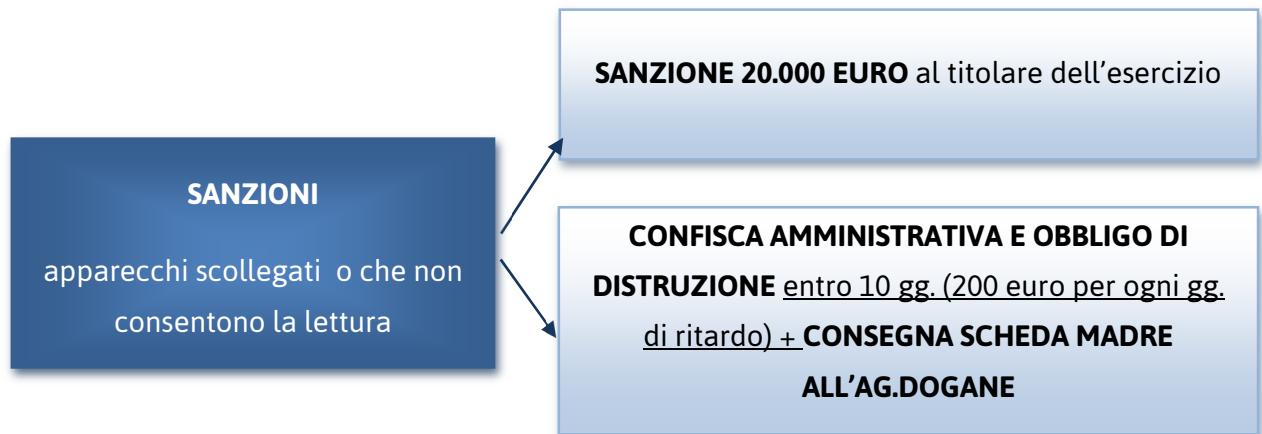 SANZIONE 20.000 EURO al titolare dell’esercizio
SANZIONI
apparecchi scollegati o che non
consentono la lettura
CONFISCA AMMINISTRATIVA E OBBLIGO DI
DISTRUZIONE entro 10 gg. (200 euro per ogni gg.
di ritardo) + CONSEGNA SCHEDA MADRE
ALL’AG.DOGANE